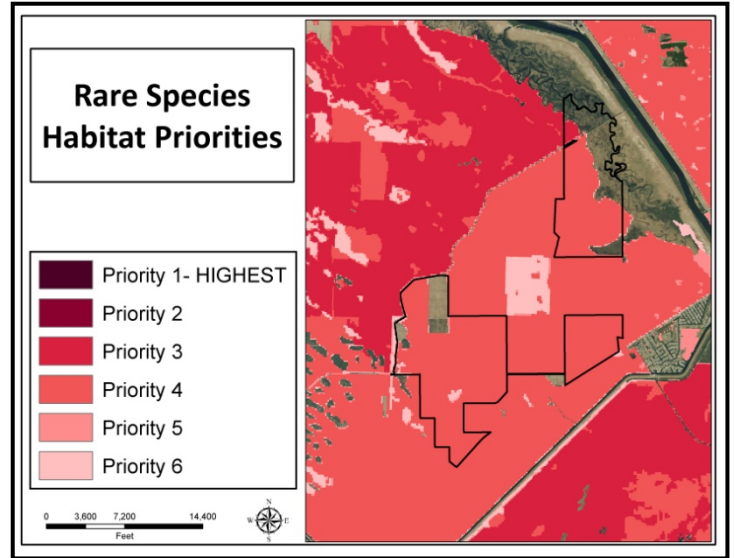 Rare Species
Habitat Priorities
Priority 1- HIGHEST
Priority 2
Priority 3
Priority 4
Priority 5
Priority 6
0 3,600 7,200 14,400
Feet
N
W E
S